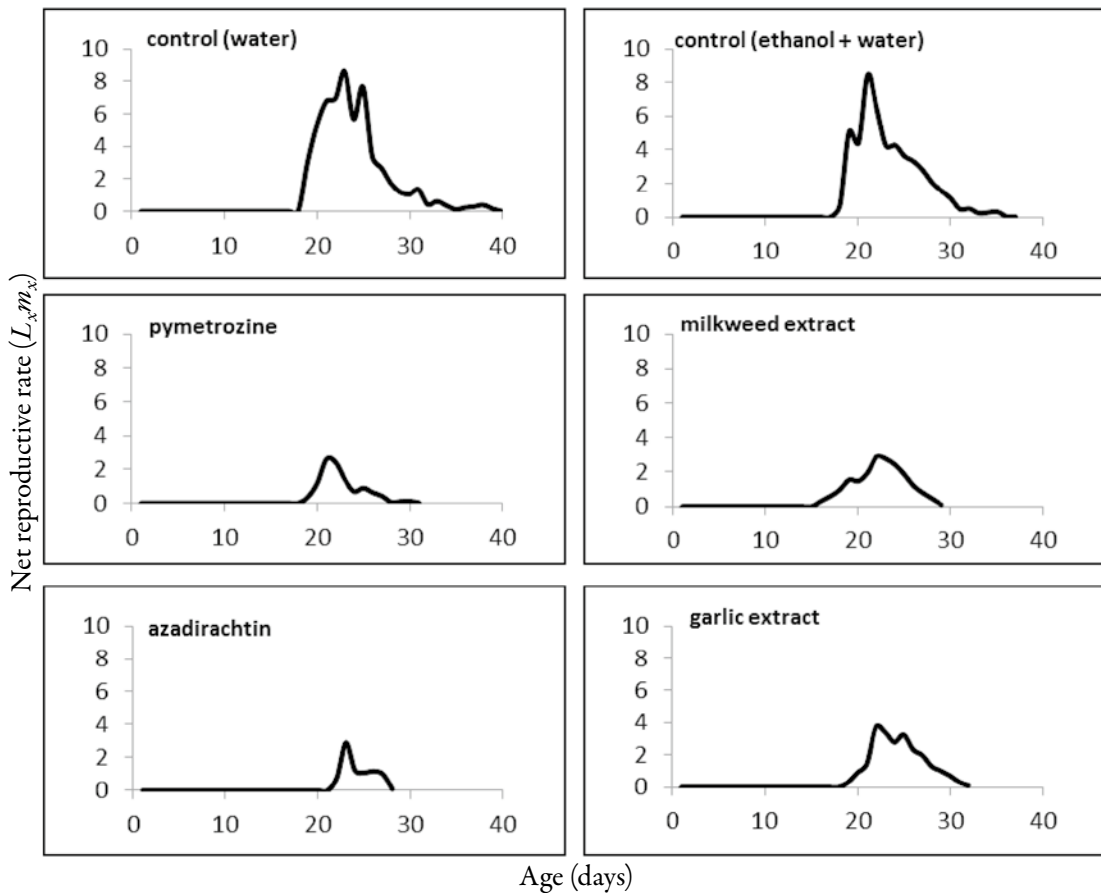 Net reproductive rate (Lxmx)
control (water)
10
8
6
4
2
0
0 10 20 30 40
control (ethanol + water)
10
8
6
4
2
0
0 10 20 30 40
pymetrozine
10
8
6
4
2
0
0 10 20 30 40
milkweed extract
10
8
6
4
2
0
0 10 20 30 40
azadirachtin
10
8
6
4
2
0
0 10 20 30 40
garlic extract
10
8
6
4
2
0
0 10 20 30 40
Age (days)